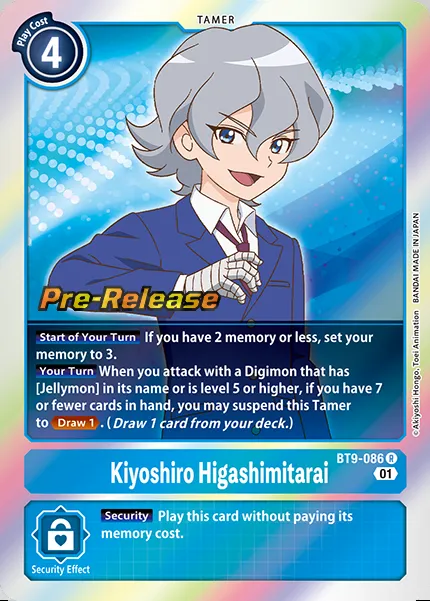 TAMER
Play Cost
4
Pre-Release
Start of Your Turn If you have 2 memory or less, set your
memory to 3.
Your Turn When you attack with a Digimon that has
[Jellymon] in its name or is level 5 or higher, if you have 7
or fewer cards in hand, you may suspend this Tamer
to Draw 1 . (Draw 1 card from your deck.)
©Akiyoshi Hongo, Toei Animation BANDAI MADE IN JAPAN
BT9-086 R
Kiyoshiro Higashimitarai
01
Security Play this card without paying its
memory cost.
Security Effect